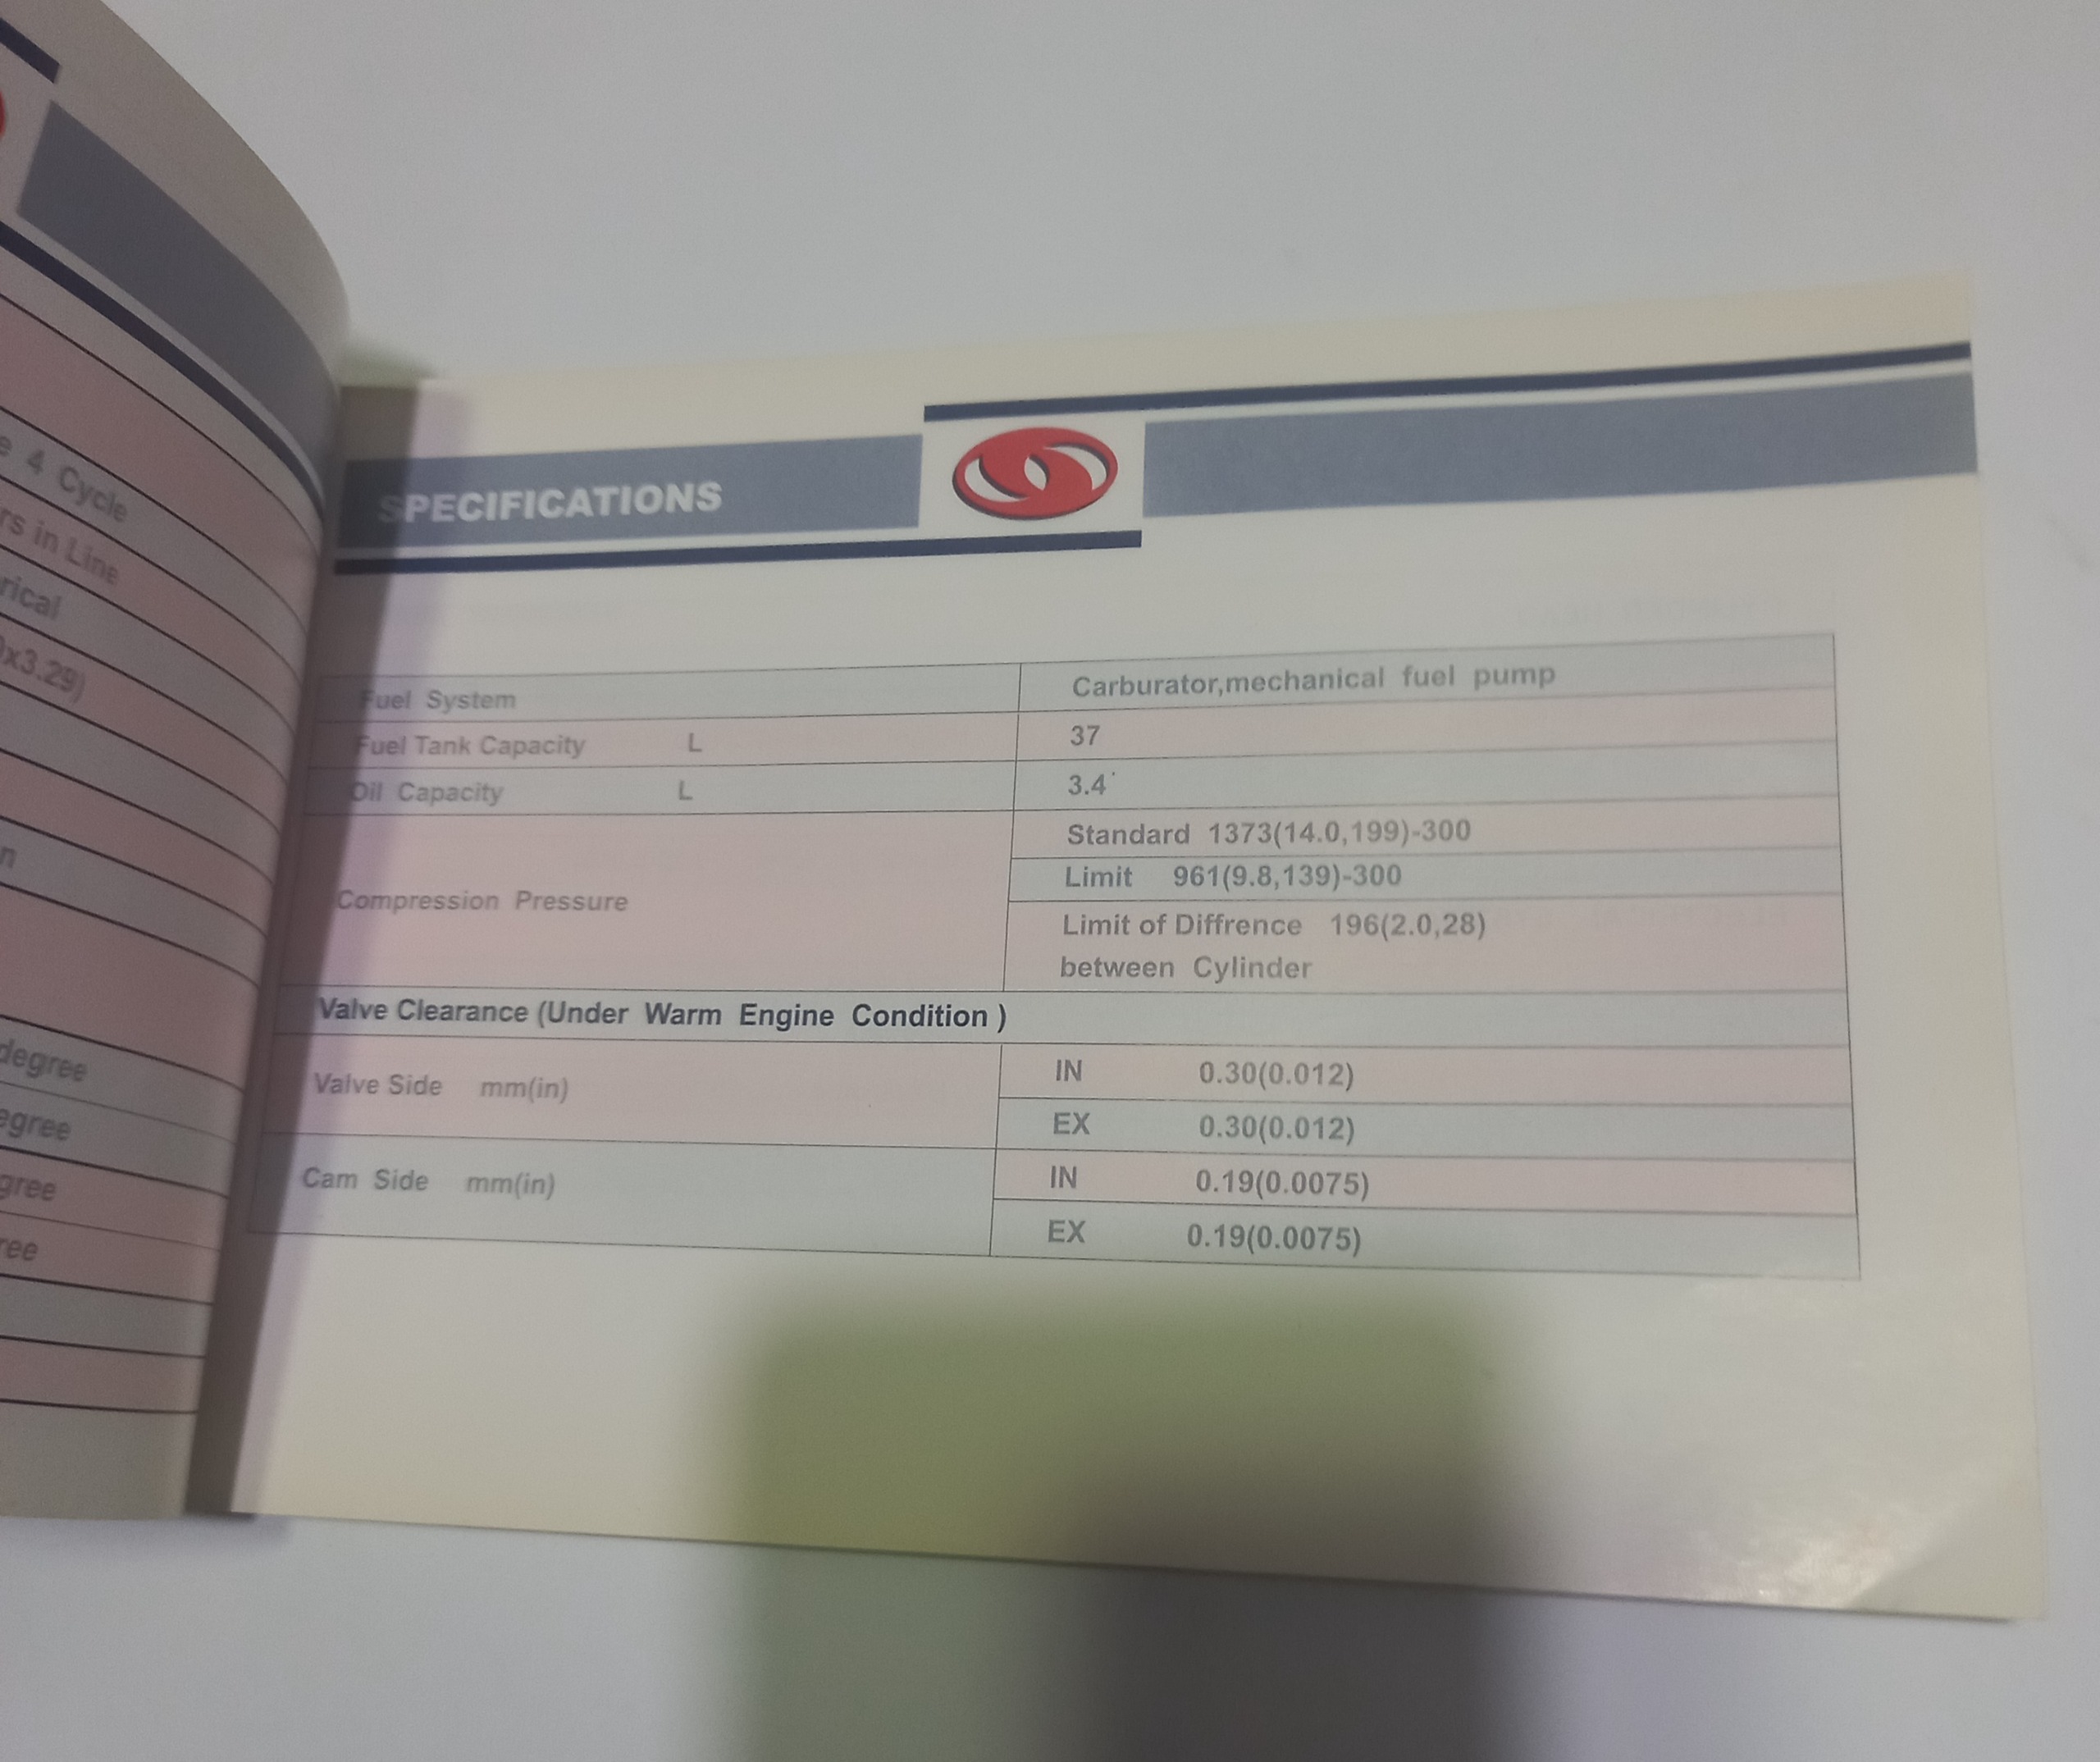 e 4 Cycle
rs in Line
rical
x3.29)
n
degree
egree
gree
ree
SPECIFICATIONS
Fuel System Carburator,mechanical fuel pump
Fuel Tank Capacity L 37
Oil Capacity L 3.4
Compression Pressure
Standard 1373(14.0,199)-300
Limit 961(9.8,139)-300
Limit of Diffrence 196(2.0,28)
between Cylinder
Valve Clearance (Under Warm Engine Condition )
Valve Side mm(in)
IN 0.30(0.012)
EX 0.30(0.012)
Cam Side mm(in)
IN 0.19(0.0075)
EX 0.19(0.0075)